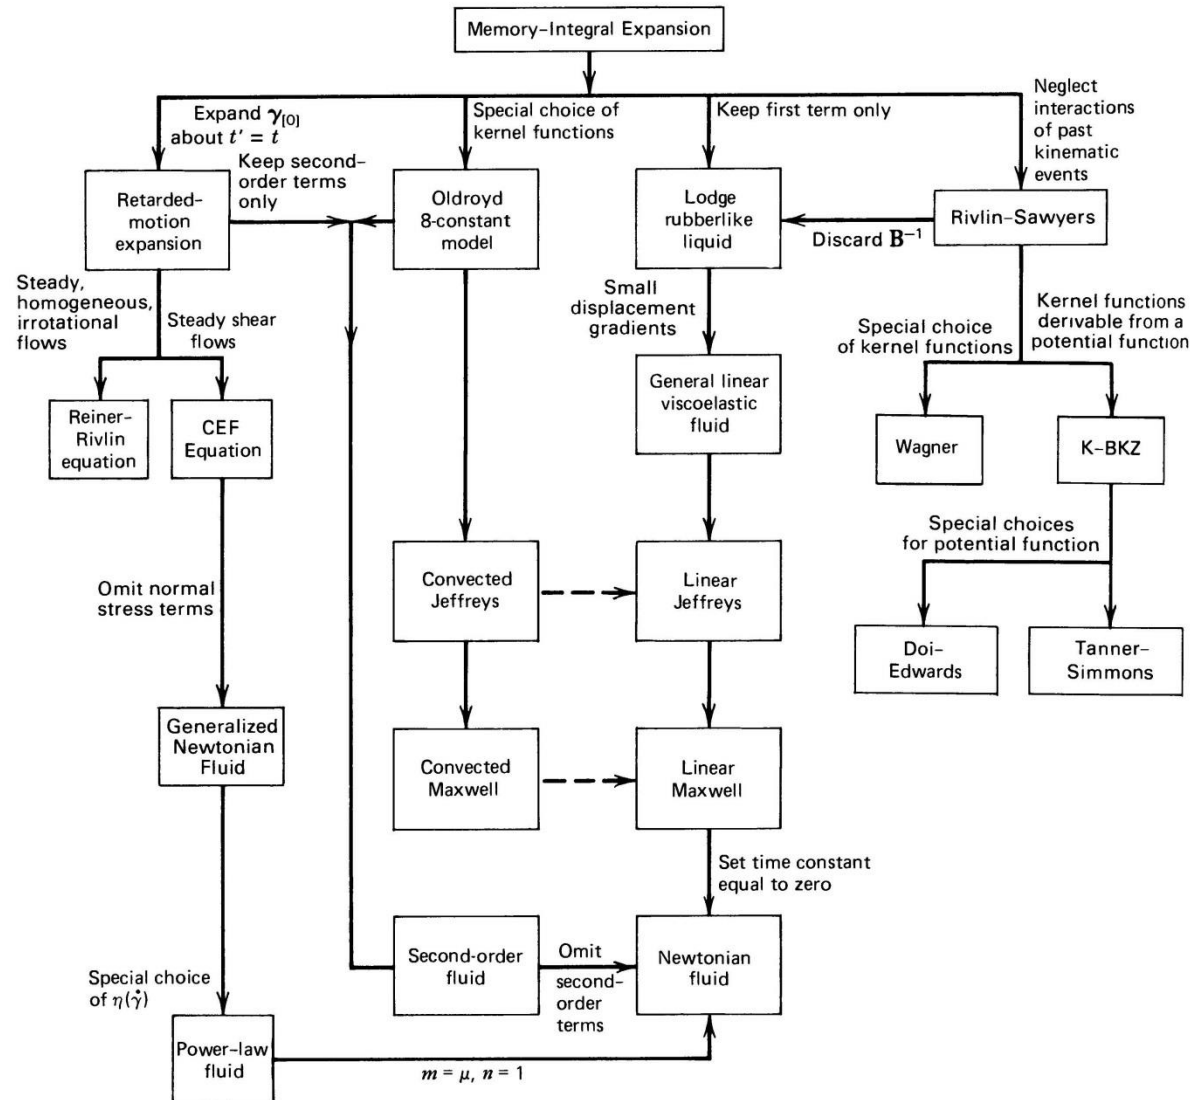 Memory–Integral Expansion
Expand γ[0]
about t′ = t
Special choice of
kernel functions
Keep first term only
Neglect
interactions
of past
kinematic
events
Keep second-
order terms
only
Retarded-
motion
expansion
Oldroyd
8-constant
model
Lodge
rubberlike
liquid
Rivlin–Sawyers
Discard B⁻¹
Steady,
homogeneous,
irrotational
flows
Steady shear
flows
Small
displacement
gradients
Special choice
of kernel functions
Kernel functions
derivable from a
potential function
Reiner–
Rivlin
equation
CEF
Equation
General linear
viscoelastic
fluid
Wagner
K–BKZ
Special choices
for potential function
Omit normal
stress terms
Convected
Jeffreys
Linear
Jeffreys
Doi–
Edwards
Tanner–
Simmons
Generalized
Newtonian
Fluid
Convected
Maxwell
Linear
Maxwell
Set time constant
equal to zero
Second-order
fluid
Omit
second-
order
terms
Newtonian
fluid
Special choice
of η(γ̇)
Power–law
fluid
m = μ, n = 1